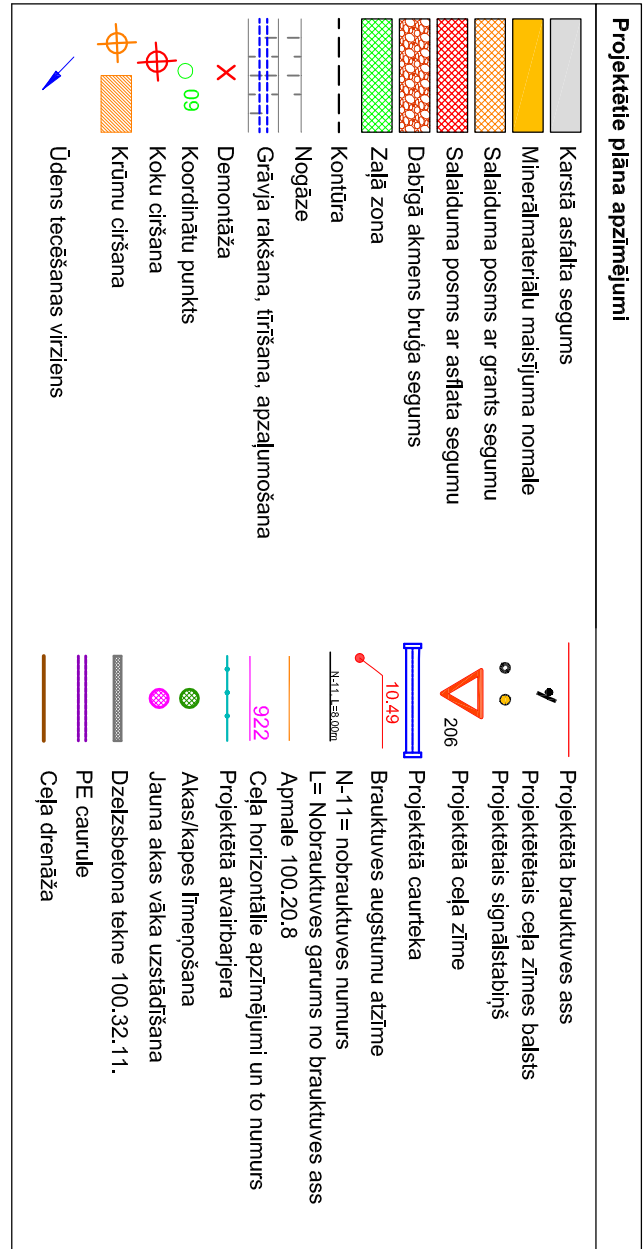 Projektētie plāna apzīmējumi
Karstā asfalta segums
Minerālmateriālu maisījuma nomale
Salaiduma posms ar grants segumu
Salaiduma posms ar asflata segumu
Dabīgā akmens bruģa segums
Zaļā zona
Kontūra
Nogāze
Grāvja rakšana, tīrīšana, apzaļumošana
X Demontāža
09 Koordinātu punkts
Koku ciršana
Krūmu ciršana
Ūdens tecēšanas virziens
Projektētā brauktuves ass
Projektētētais ceļa zīmes balsts
Projektētais signālstabiņš
206 Projektētā ceļa zīme
Projektētā caurteka
10.49 Brauktuves augstumu atzīme
N-11, L=8.00m N-11= nobrauktuves numurs
L= Nobrauktuves garums no brauktuves ass
Apmale 100.20.8
922 Ceļa horizontālie apzīmējumi un to numurs
Projektētā atvairbarjera
Akas/kapes līmeņošana
Jauna akas vāka uzstādīšana
Dzelzsbetona tekne 100.32.11.
PE caurule
Ceļa drenāža